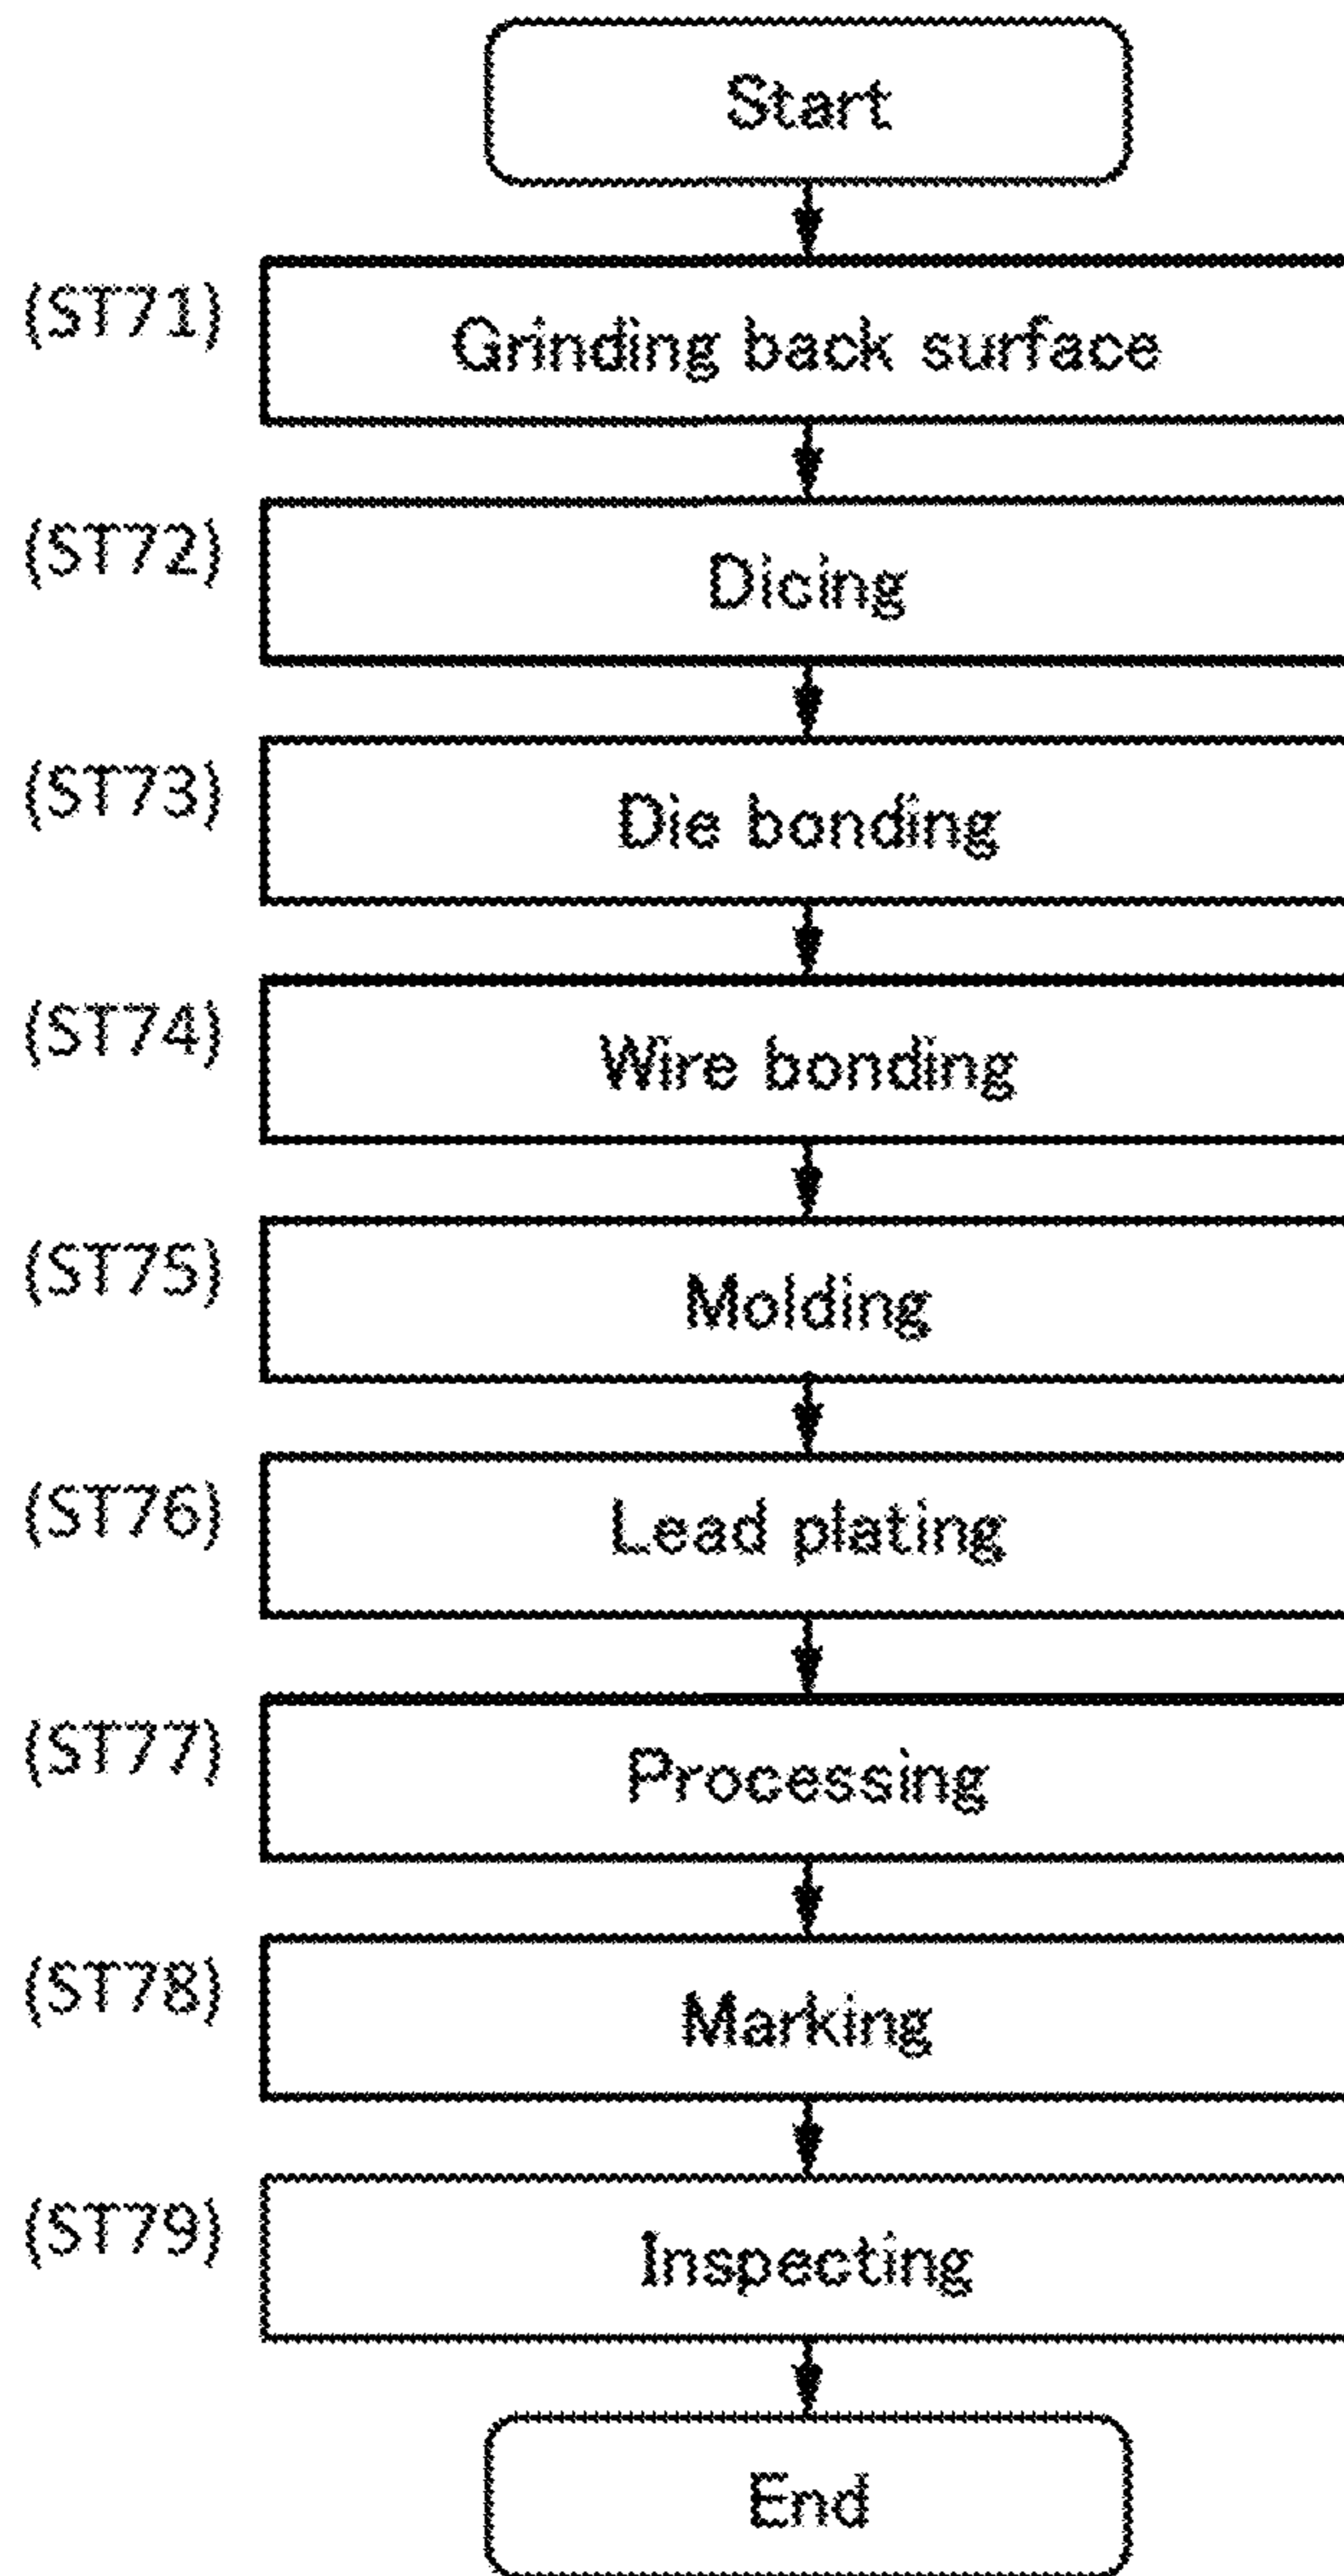 Start
(ST71) Grinding back surface
(ST72) Dicing
(ST73) Die bonding
(ST74) Wire bonding
(ST75) Molding
(ST76) Lead plating
(ST77) Processing
(ST78) Marking
(ST79) Inspecting
End